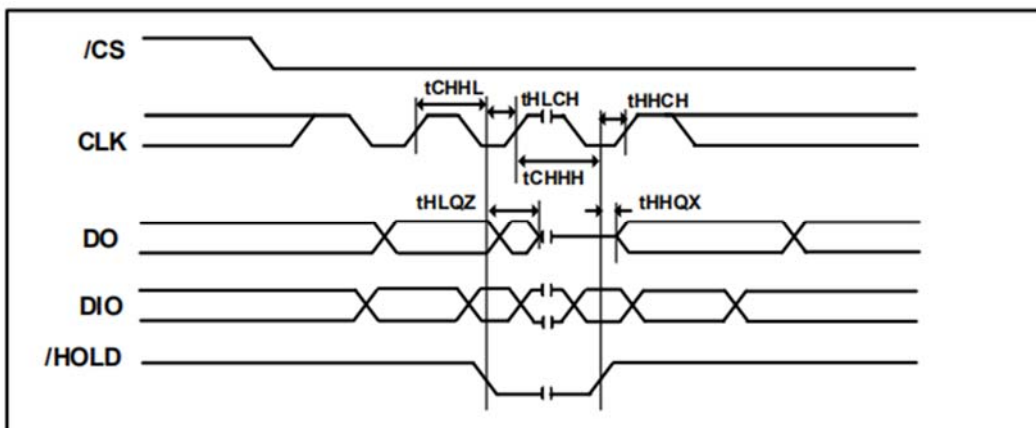 /CS
tCHHL
tHLCH
tHHCH
CLK
tCHHH
tHLQZ
tHHQX
DO
DIO
/HOLD